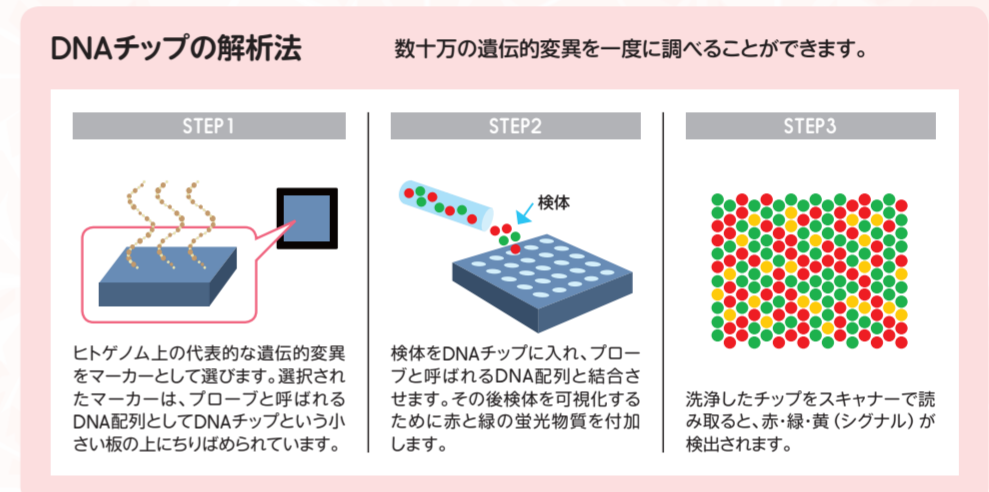 DNAチップの解析法
数十万の遺伝的変異を一度に調べることができます。
STEP1
ヒトゲノム上の代表的な遺伝的変異
をマーカーとして選びます。選択され
たマーカーは、プローブと呼ばれる
DNA配列としてDNAチップという小
さい板の上にちりばめられています。
STEP2
検体
検体をDNAチップに入れ、プロー
ブと呼ばれるDNA配列と結合さ
せます。その後検体を可視化する
ために赤と緑の蛍光物質を付加
します。
STEP3
洗浄したチップをスキャナーで読
み取ると、赤・緑・黄（シグナル）が
検出されます。